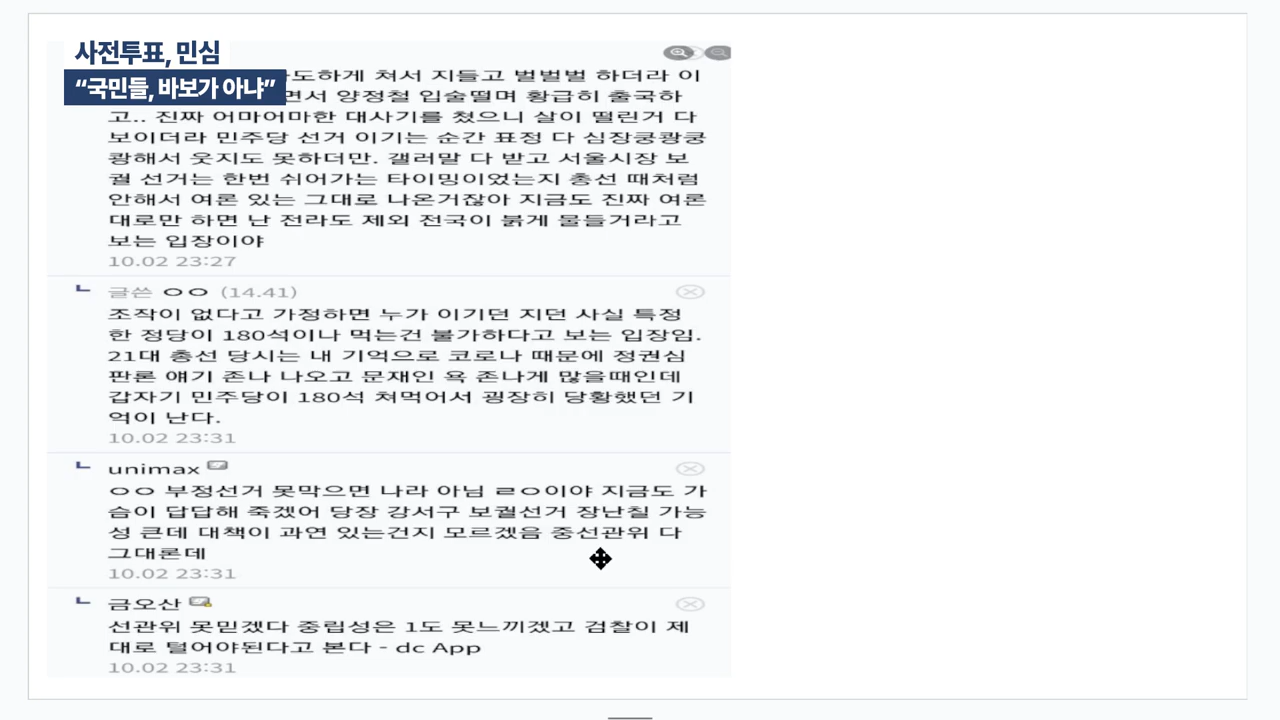 사전투표, 민심
“국민들, 바보가 아냐”
도하게 쳐서 지들고 벌벌벌 하더라 이
면서 양정철 입술떨며 황급히 출국하
고.. 진짜 어마어마한 대사기를 쳤으니 살이 떨린거 다
보이더라 민주당 선거 이기는 순간 표정 다 심장쿵쾅쿵
쾅해서 웃지도 못하더만. 갤러말 다 받고 서울시장 보
궐 선거는 한번 쉬어가는 타이밍이었는지 총선 때처럼
안해서 여론 있는 그대로 나온거잖아 지금도 진짜 여론
대로만 하면 난 전라도 제외 전국이 붉게 물들거라고
보는 입장이야
10.02 23:27
글쓴 ㅇㅇ (14.41)
조작이 없다고 가정하면 누가 이기던 지던 사실 특정
한 정당이 180석이나 먹는건 불가하다고 보는 입장임.
21대 총선 당시는 내 기억으로 코로나 때문에 정권심
판론 얘기 존나 나오고 문재인 욕 존나게 많을때인데
갑자기 민주당이 180석 쳐먹어서 굉장히 당황했던 기
억이 난다.
10.02 23:31
unimax
ㅇㅇ 부정선거 못막으면 나라 아님 ㄹㅇ이야 지금도 가
슴이 답답해 죽겠어 당장 강서구 보궐선거 장난칠 가능
성 큰데 대책이 과연 있는건지 모르겠음 중선관위 다
그대론데
10.02 23:31
금오산
선관위 못믿겠다 중립성은 1도 못느끼겠고 검찰이 제
대로 털어야된다고 본다 - dc App
10.02 23:31